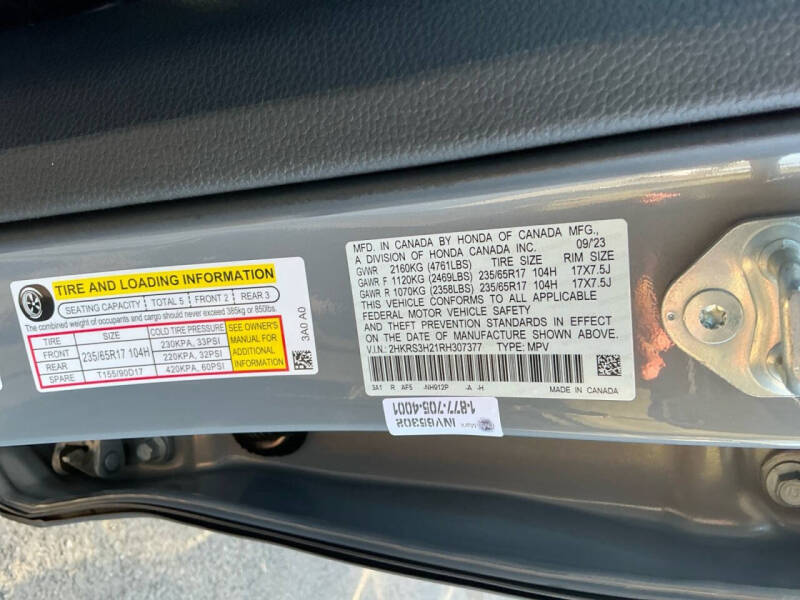 TIRE AND LOADING INFORMATION
SEATING CAPACITY TOTAL 5 FRONT 2 REAR 3
The combined weight of occupants and cargo should never exceed 385kg or 850lbs.
TIRE SIZE COLD TIRE PRESSURE
FRONT 235/65R17 104H 230KPA, 33PSI
REAR 220KPA, 32PSI
SPARE T155/90D17 420KPA, 60PSI
SEE OWNER'S
MANUAL FOR
ADDITIONAL
INFORMATION
3A0 A0
MFD. IN CANADA BY HONDA OF CANADA MFG.,
A DIVISION OF HONDA CANADA INC. 09/23
GVWR 2160KG (4761LBS) TIRE SIZE RIM SIZE
GAWR F 1120KG (2469LBS) 235/65R17 104H 17X7.5J
GAWR R 1070KG (2358LBS) 235/65R17 104H 17X7.5J
THIS VEHICLE CONFORMS TO ALL APPLICABLE
FEDERAL MOTOR VEHICLE SAFETY
AND THEFT PREVENTION STANDARDS IN EFFECT
ON THE DATE OF MANUFACTURE SHOWN ABOVE.
V.I.N.: 2HKRS3H21RH307377 TYPE: MPV
3A1 R AF5 -NH912P -A -H
MADE IN CANADA
INV65302
1-877-705-4001